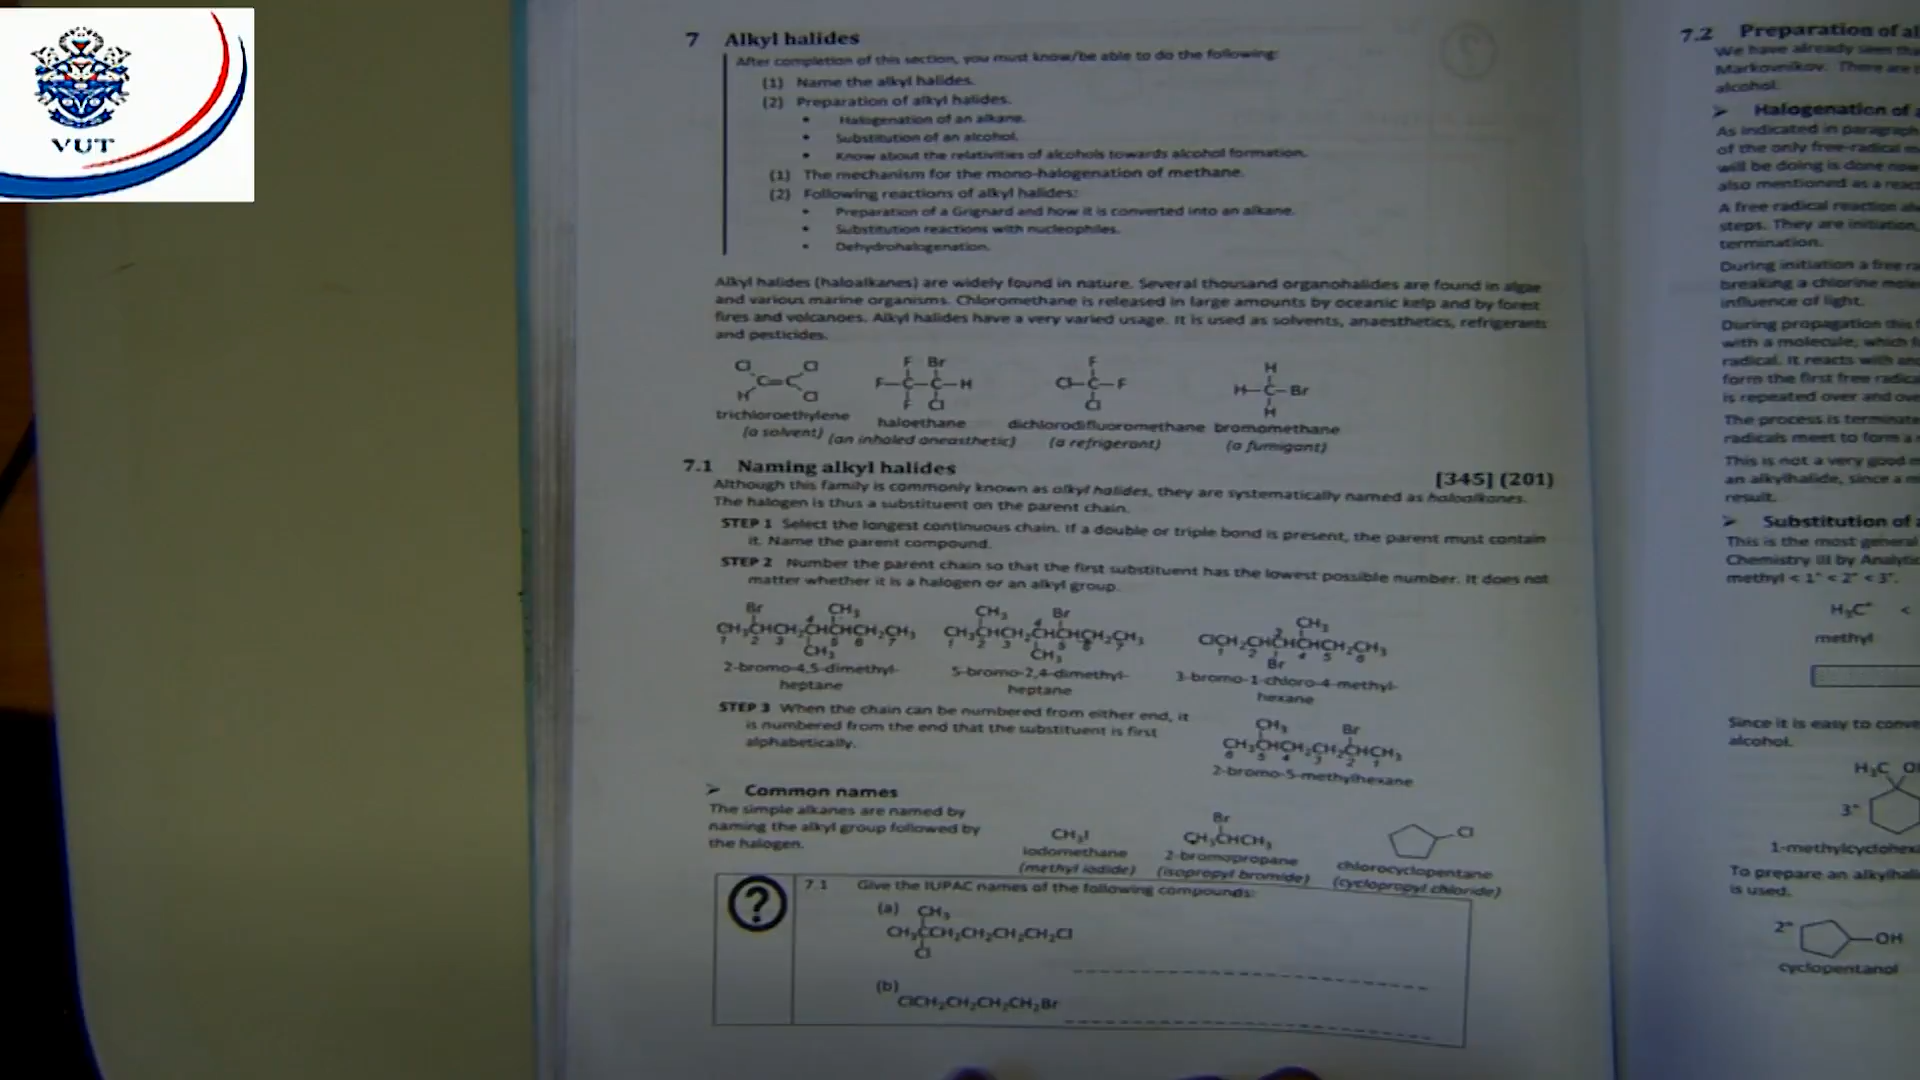 VUT
7 Alkyl halides
After completion of this section, you must know/be able to do the following:
(1) Name the alkyl halides.
(2) Preparation of alkyl halides.
• Halogenation of an alkane.
• Substitution of an alcohol.
• Know about the relativities of alcohols towards alcohol formation.
(1) The mechanism for the mono-halogenation of methane.
(2) Following reactions of alkyl halides:
• Preparation of a Grignard and how it is converted into an alkane.
• Substitution reactions with nucleophiles.
• Dehydrohalogenation.
Alkyl halides (haloalkanes) are widely found in nature. Several thousand organohalides are found in algae
and various marine organisms. Chloromethane is released in large amounts by oceanic kelp and by forest
fires and volcanoes. Alkyl halides have a very varied usage. It is used as solvents, anaesthetics, refrigerants
and pesticides.
Cl Cl F Br F H
C=C F—C—C—H Cl—C—F H—C—Br
H Cl F Cl Cl H
trichloroethylene haloethane dichlorodifluoromethane bromomethane
(a solvent) (an inhaled aneasthetic) (a refrigerant) (a fumigant)
7.1 Naming alkyl halides [345] (201)
Although this family is commonly known as alkyl halides, they are systematically named as haloalkanes.
The halogen is thus a substituent on the parent chain.
STEP 1 Select the longest continuous chain. If a double or triple bond is present, the parent must contain
it. Name the parent compound.
STEP 2 Number the parent chain so that the first substituent has the lowest possible number. It does not
matter whether it is a halogen or an alkyl group.
Br CH₃ CH₃ Br CH₃
CH₃CHCH₂CHCHCH₂CH₃ CH₃CHCH₂CHCHCH₂CH₃ ClCH₂CH₂CHCHCH₂CH₃
1 2 3 4 5 6 7 1 2 3 4 5 6 7 1 2 3 4 5 6
CH₃ CH₃ Br
2-bromo-4,5-dimethyl- 5-bromo-2,4-dimethyl- 3-bromo-1-chloro-4-methyl-
heptane heptane hexane
STEP 3 When the chain can be numbered from either end, it
is numbered from the end that the substituent is first
alphabetically.
CH₃ Br
CH₃CHCH₂CH₂CHCH₃
6 5 4 3 2 1
2-bromo-5-methylhexane
➤ Common names
The simple alkanes are named by
naming the alkyl group followed by
the halogen.
Br
CH₃I CH₃CHCH₃ Cl
iodomethane 2-bromopropane chlorocyclopentane
(methyl iodide) (isopropyl bromide) (cyclopropyl chloride)
?
7.1 Give the IUPAC names of the following compounds:
(a) CH₃
CH₃CCH₂CH₂CH₂CH₂Cl
Cl
(b)
ClCH₂CH₂CH₂CH₂Br
7.2 Preparation of al
We have already seen tha
Markovnikov. There are
alcohol.
➤ Halogenation of
As indicated in paragraph
of the only free-radical
will be doing is done now
also mentioned as a reac
A free radical reaction
steps. They are initiation,
termination.
During initiation a free ra
breaking a chlorine mole
influence of light.
During propagation this
with a molecule, which
radical. It reacts with
form the first free radica
is repeated over and ove
The process is terminate
radicals meet to form a
This is not a very good
an alkylhalide, since a
result.
➤ Substitution of
This is the most general
Chemistry III by Analytic
methyl < 1° < 2° < 3°.
H₃C⁺ <
methyl
Since it is easy to conve
alcohol.
H₃C O
3°
1-methylcyclohex
To prepare an alkylhali
is used.
2° OH
cyclopentanol